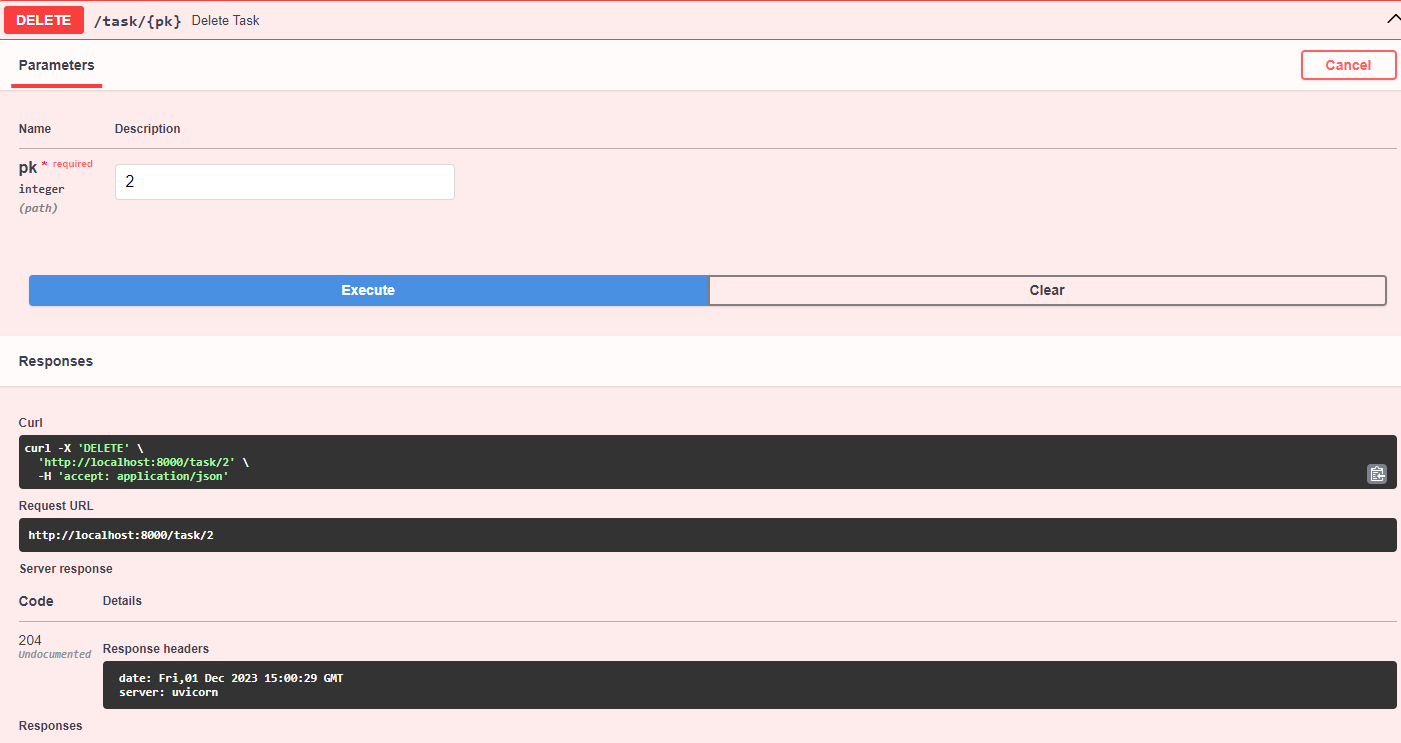 DELETE /task/{pk} Delete Task
Parameters
Cancel
Name Description
pk * required
integer
(path)
2
Execute Clear
Responses
Curl
curl -X 'DELETE' \
'http://localhost:8000/task/2' \
-H 'accept: application/json'
Request URL
http://localhost:8000/task/2
Server response
Code Details
204
Undocumented
Response headers
date: Fri,01 Dec 2023 15:00:29 GMT
server: uvicorn
Responses